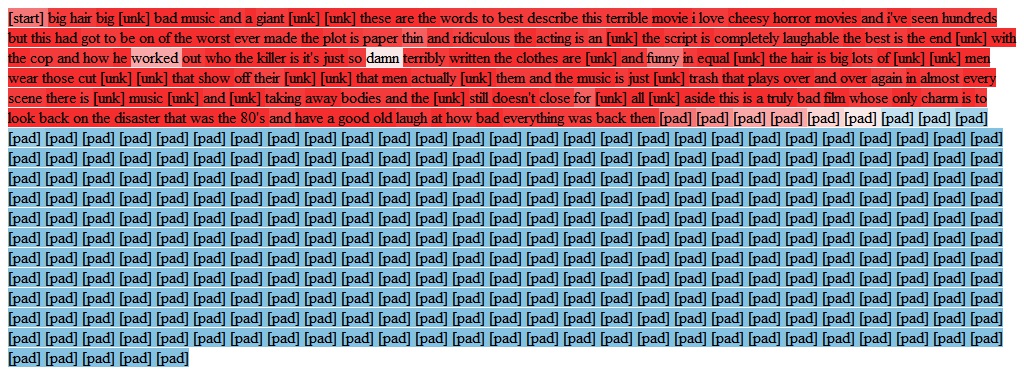 [start] big hair big [unk] bad music and a giant [unk] [unk] these are the words to best describe this terrible movie i love cheesy horror movies and i've seen hundreds
but this had got to be on of the worst ever made the plot is paper thin and ridiculous the acting is an [unk] the script is completely laughable the best is the end [unk] with
the cop and how he worked out who the killer is it's just so damn terribly written the clothes are [unk] and funny in equal [unk] the hair is big lots of [unk] [unk] men
wear those cut [unk] [unk] that show off their [unk] [unk] that men actually [unk] them and the music is just [unk] trash that plays over and over again in almost every
scene there is [unk] music [unk] and [unk] taking away bodies and the [unk] still doesn't close for [unk] all [unk] aside this is a truly bad film whose only charm is to
look back on the disaster that was the 80's and have a good old laugh at how bad everything was back then [pad] [pad] [pad] [pad] [pad] [pad] [pad] [pad] [pad]
[pad] [pad] [pad] [pad] [pad] [pad] [pad] [pad] [pad] [pad] [pad] [pad] [pad] [pad] [pad] [pad] [pad] [pad] [pad] [pad] [pad] [pad] [pad] [pad] [pad] [pad] [pad]
[pad] [pad] [pad] [pad] [pad] [pad] [pad] [pad] [pad] [pad] [pad] [pad] [pad] [pad] [pad] [pad] [pad] [pad] [pad] [pad] [pad] [pad] [pad] [pad] [pad] [pad] [pad]
[pad] [pad] [pad] [pad] [pad] [pad] [pad] [pad] [pad] [pad] [pad] [pad] [pad] [pad] [pad] [pad] [pad] [pad] [pad] [pad] [pad] [pad] [pad] [pad] [pad] [pad] [pad]
[pad] [pad] [pad] [pad] [pad] [pad] [pad] [pad] [pad] [pad] [pad] [pad] [pad] [pad] [pad] [pad] [pad] [pad] [pad] [pad] [pad] [pad] [pad] [pad] [pad] [pad] [pad]
[pad] [pad] [pad] [pad] [pad] [pad] [pad] [pad] [pad] [pad] [pad] [pad] [pad] [pad] [pad] [pad] [pad] [pad] [pad] [pad] [pad] [pad] [pad] [pad] [pad] [pad] [pad]
[pad] [pad] [pad] [pad] [pad] [pad] [pad] [pad] [pad] [pad] [pad] [pad] [pad] [pad] [pad] [pad] [pad] [pad] [pad] [pad] [pad] [pad] [pad] [pad] [pad] [pad] [pad]
[pad] [pad] [pad] [pad] [pad] [pad] [pad] [pad] [pad] [pad] [pad] [pad] [pad] [pad] [pad] [pad] [pad] [pad] [pad] [pad] [pad] [pad] [pad] [pad] [pad] [pad] [pad]
[pad] [pad] [pad] [pad] [pad] [pad] [pad] [pad] [pad] [pad] [pad] [pad] [pad] [pad] [pad] [pad] [pad] [pad] [pad] [pad] [pad] [pad] [pad] [pad] [pad] [pad] [pad]
[pad] [pad] [pad] [pad] [pad] [pad] [pad] [pad] [pad] [pad] [pad] [pad] [pad] [pad] [pad] [pad] [pad] [pad] [pad] [pad] [pad] [pad] [pad] [pad] [pad] [pad] [pad]
[pad] [pad] [pad] [pad] [pad] [pad] [pad] [pad] [pad] [pad] [pad] [pad] [pad] [pad] [pad] [pad] [pad] [pad] [pad] [pad] [pad] [pad] [pad] [pad] [pad] [pad] [pad]
[pad] [pad] [pad] [pad] [pad] [pad] [pad] [pad] [pad] [pad] [pad] [pad] [pad] [pad] [pad] [pad] [pad] [pad] [pad] [pad] [pad] [pad] [pad] [pad] [pad] [pad] [pad]
[pad] [pad] [pad] [pad] [pad]